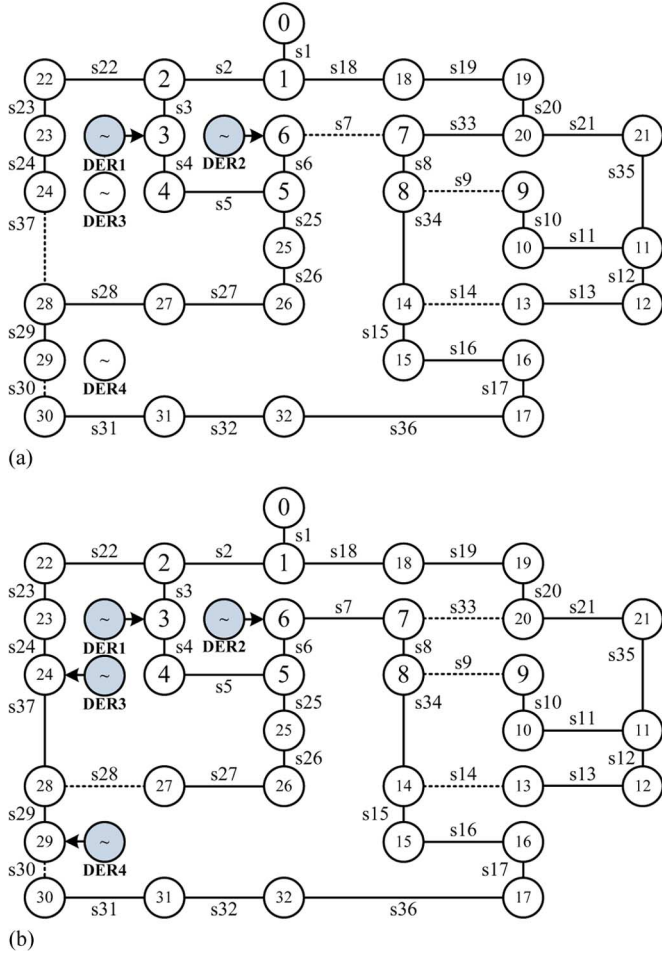 0
s1
22 s22 2 s2 1 s18 18 s19 19
s23 s3 s20
23 ~ 3 ~ 6 s7 7 s33 20 s21 21
DER1 DER2
s24 s4 s6 s8 s35
24 ~ 4 s5 5 8 s9 9
DER3
s37 s25 s34 s10
25 10 s11 11
s26 s12
28 s28 27 s27 26 14 s14 13 s13 12
s29 s15
29 ~ 15 s16 16
DER4
s30 s17
30 s31 31 s32 32 s36 17
(a)
0
s1
22 s22 2 s2 1 s18 18 s19 19
s23 s3 s20
23 ~ 3 ~ 6 s7 7 s33 20 s21 21
DER1 DER2
s24 s4 s6 s8 s35
24 ~ 4 s5 5 8 s9 9
DER3
s37 s25 s34 s10
25 10 s11 11
s26 s12
28 s28 27 s27 26 14 s14 13 s13 12
s29 s15
29 ~ 15 s16 16
DER4
s30 s17
30 s31 31 s32 32 s36 17
(b)